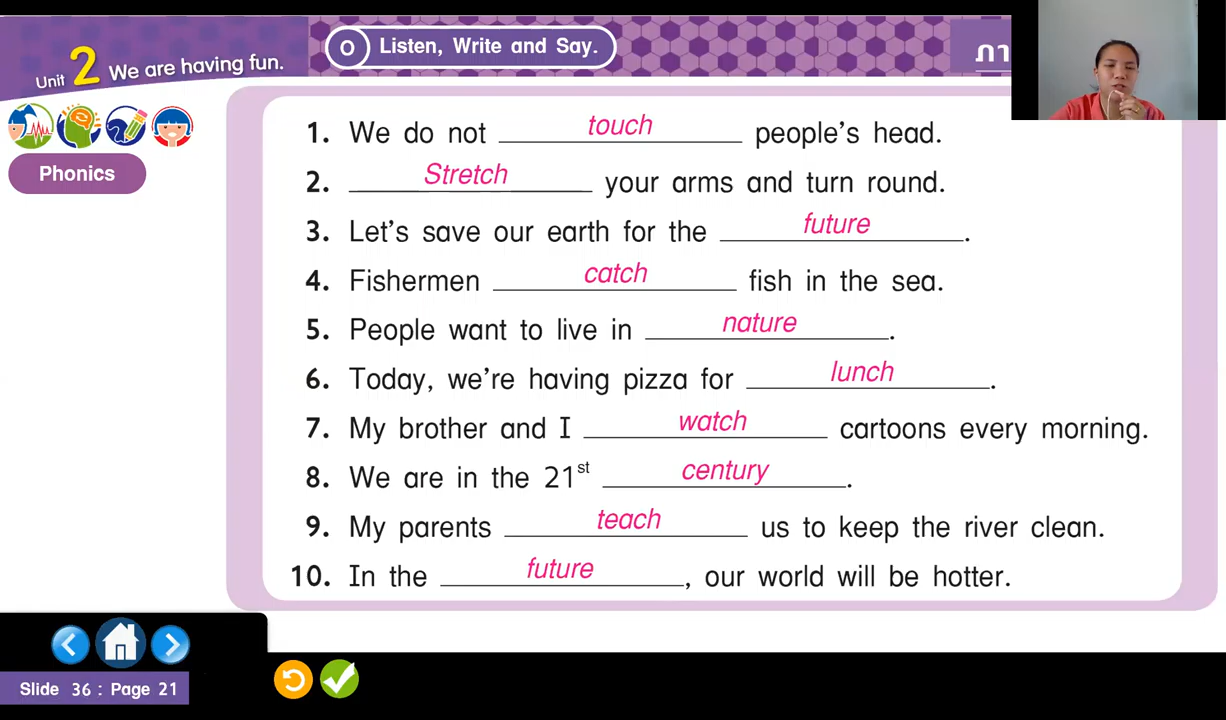 Unit 2 We are having fun.
O Listen, Write and Say.
ภา
Phonics
1. We do not touch people's head.
2. Stretch your arms and turn round.
3. Let's save our earth for the future.
4. Fishermen catch fish in the sea.
5. People want to live in nature.
6. Today, we're having pizza for lunch.
7. My brother and I watch cartoons every morning.
8. We are in the 21st century.
9. My parents teach us to keep the river clean.
10. In the future, our world will be hotter.
Slide 36 : Page 21